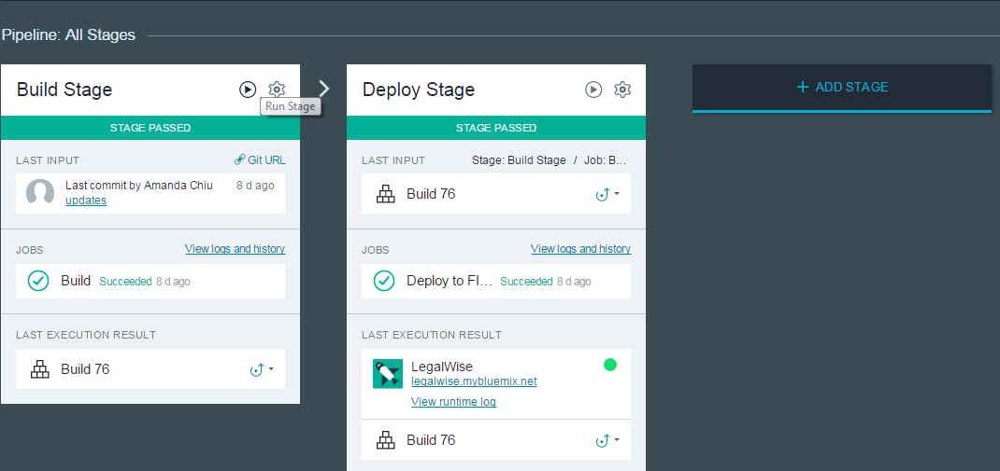 Pipeline: All Stages
Build Stage
Run Stage
STAGE PASSED
LAST INPUT
Git URL
Last commit by Amanda Chiu
8 d ago
updates
JOBS
View logs and history
Build Succeeded 8 d ago
LAST EXECUTION RESULT
Build 76
Deploy Stage
STAGE PASSED
LAST INPUT
Stage: Build Stage / Job: B...
Build 76
JOBS
View logs and history
Deploy to FI... Succeeded 8 d ago
LAST EXECUTION RESULT
LegalWise
legalwise.mybluemix.net
View runtime log
Build 76
+ ADD STAGE